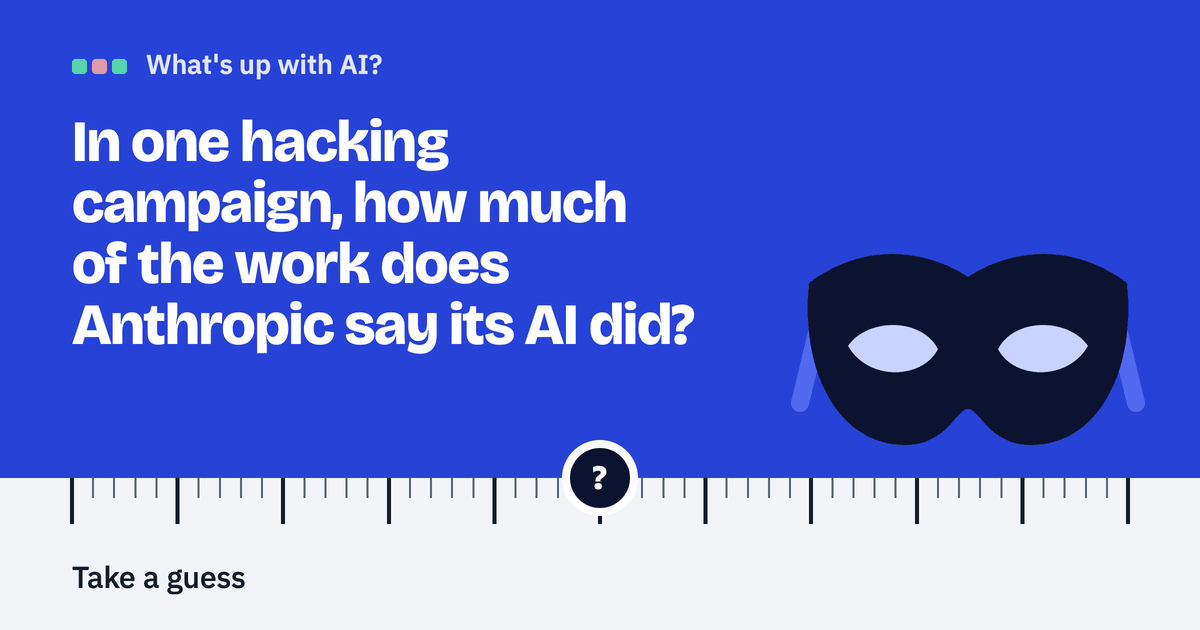 What's up with AI?
In one hacking
campaign, how much
of the work does
Anthropic say its AI did?
?
Take a guess